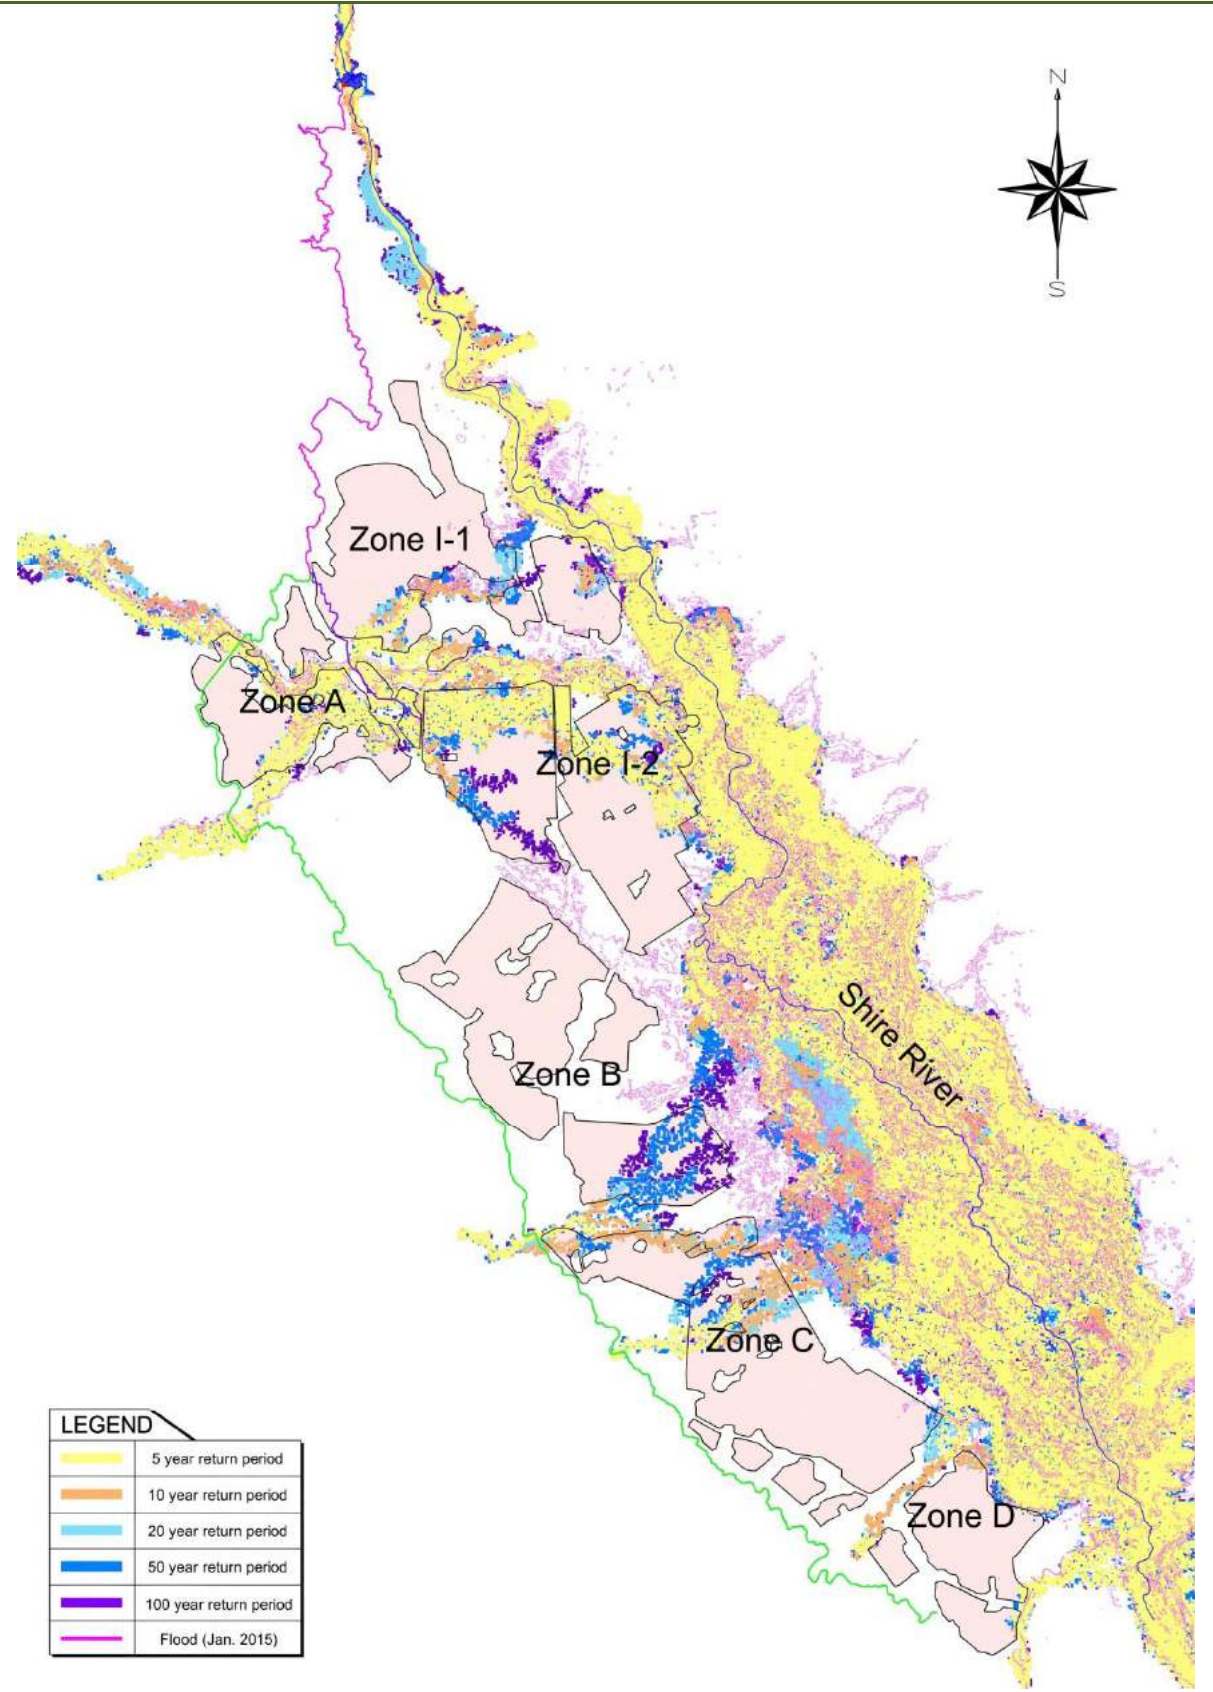 N
S
Zone I-1
Zone A
Zone I-2
Shire River
Zone B
Zone C
Zone D
LEGEND
5 year return period
10 year return period
20 year return period
50 year return period
100 year return period
Flood (Jan. 2015)